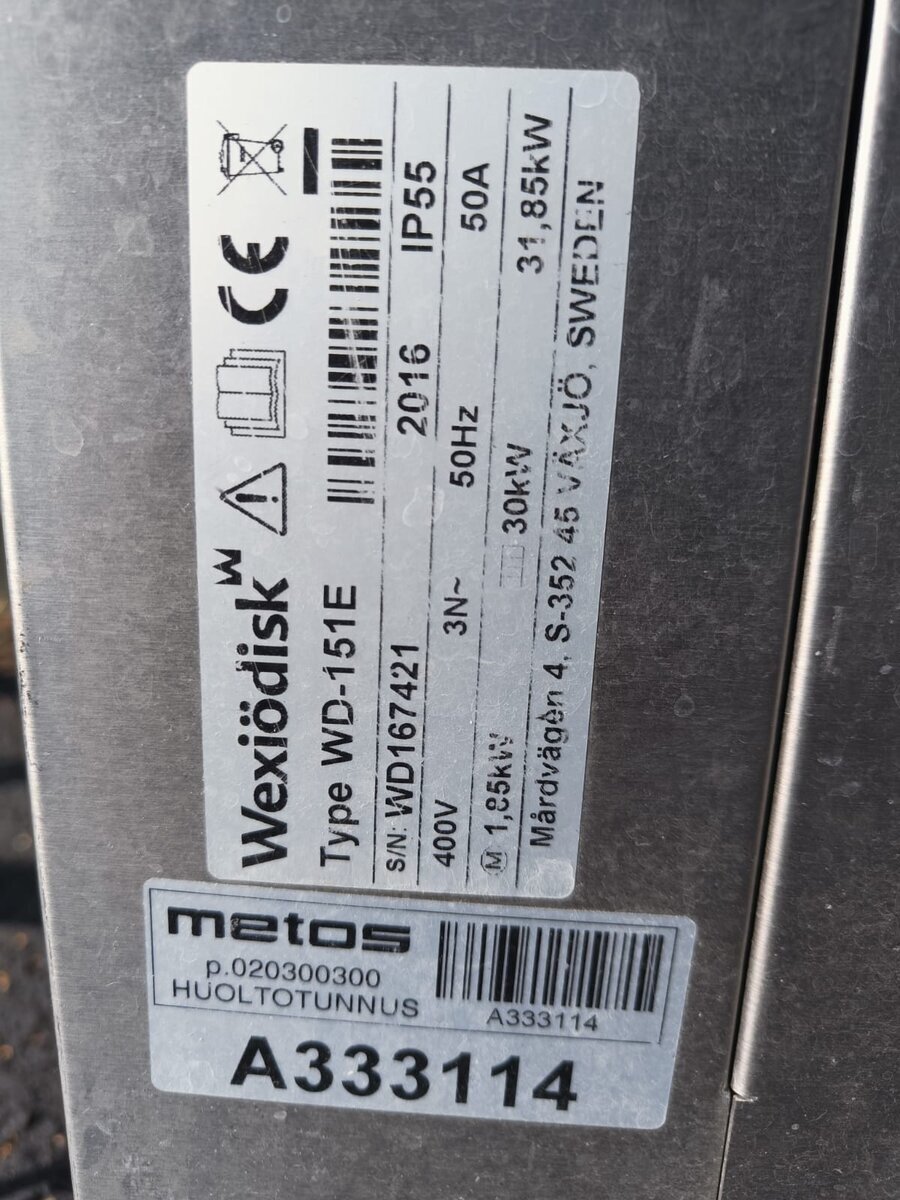 Wexiödisk W
CE
Type WD-151E
S/N: WD167421 2016 IP55
400V 3N~ 50Hz 50A
M 1,85kW 30kW 31,85kW
Mårdvägen 4, S-352 45 VÄXJÖ, SWEDEN
metos
p.020300300
HUOLTOTUNNUS
A333114
A333114